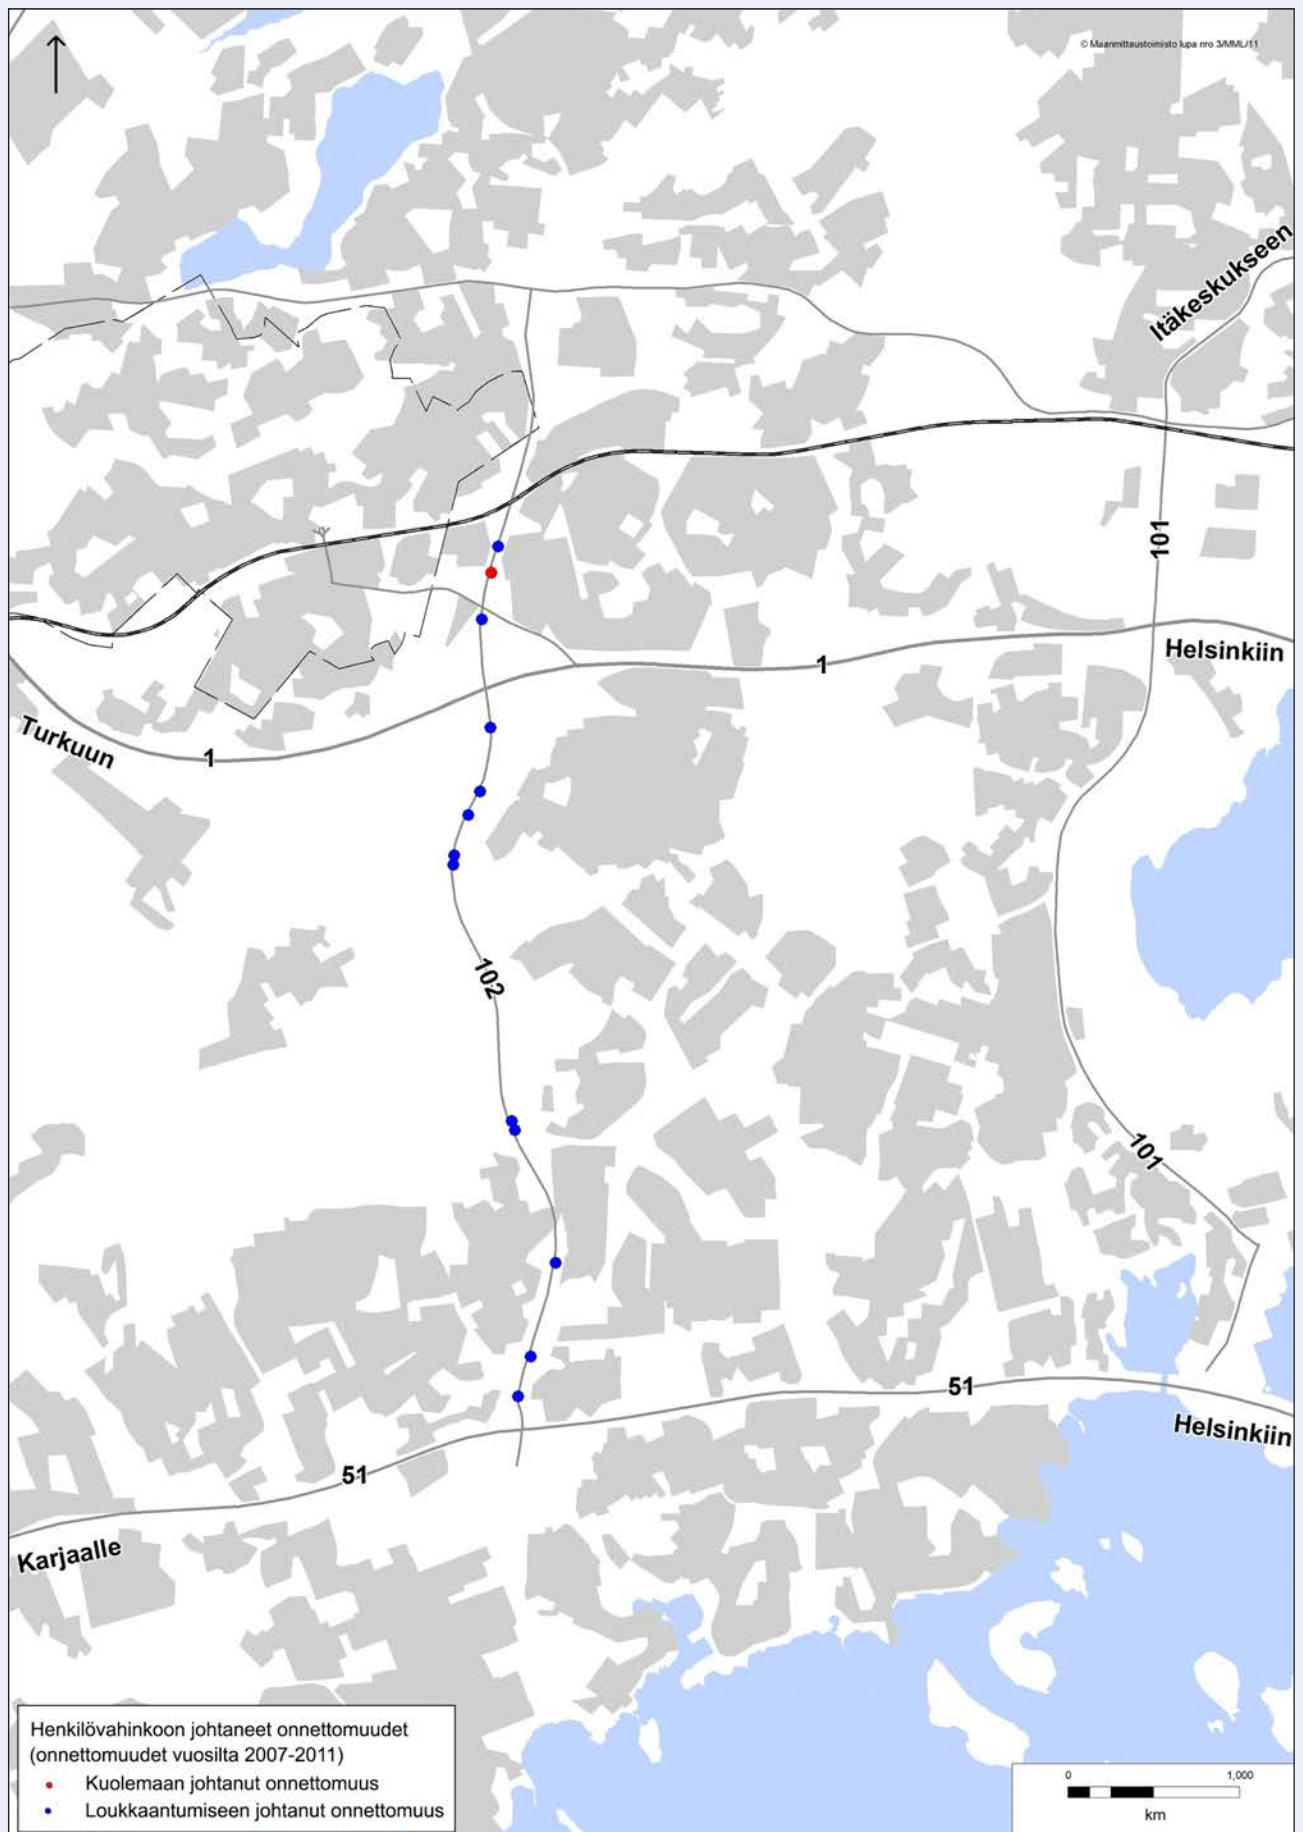 © Maanmittaustoimisto lupa nro 3/MML/11
Itäkeskukseen
101
Helsinkiin
1
Turkuun
1
102
101
51
Helsinkiin
51
Karjaalle
Henkilövahinkoon johtaneet onnettomuudet
(onnettomuudet vuosilta 2007-2011)
Kuolemaan johtanut onnettomuus
Loukkaantumiseen johtanut onnettomuus
0 1,000
km